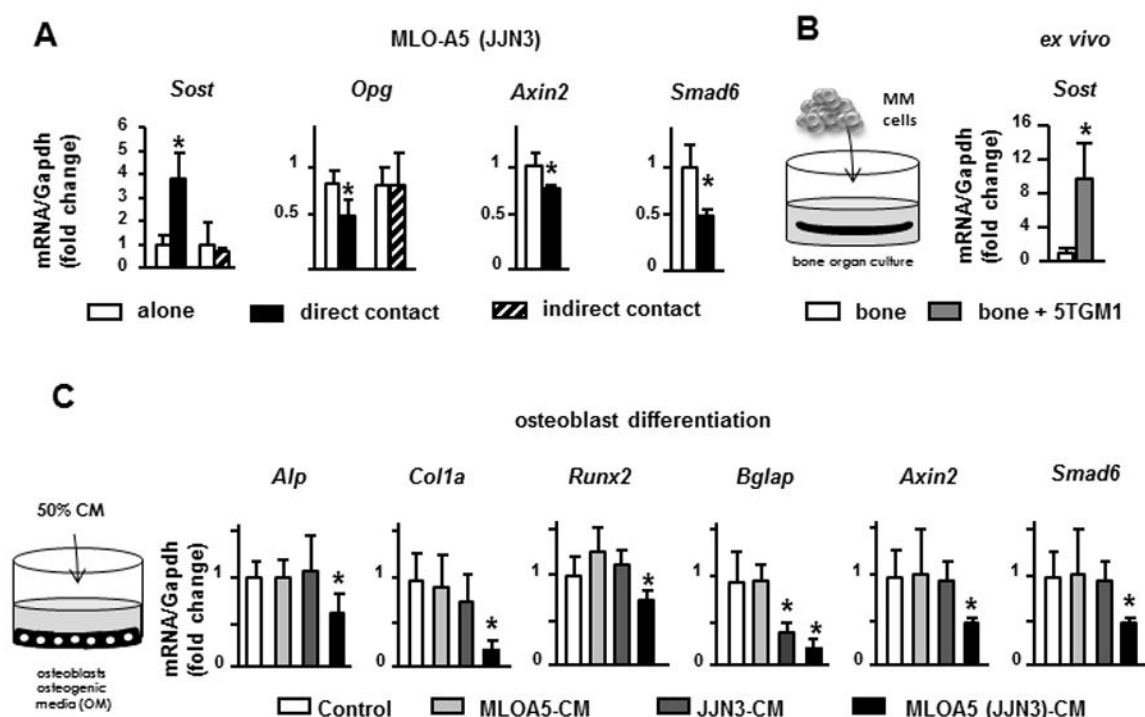 A
MLO-A5 (JJN3)
Sost
Opg
Axin2
Smad6
mRNA/Gapdh
(fold change)
6
5
4
3
2
1
0
*
1
0.5
0
*
1
0.5
0
*
1
0.5
0
*
alone
direct contact
indirect contact
B
ex vivo
MM
cells
bone organ culture
Sost
mRNA/Gapdh
(fold change)
16
12
8
4
0
*
bone
bone + 5TGM1
C
osteoblast differentiation
50% CM
osteoblasts
osteogenic
media (OM)
Alp
Col1a
Runx2
Bglap
Axin2
Smad6
mRNA/Gapdh
(fold change)
1
0
*
1
0
*
1
0
*
1
0
*
*
1
0
*
1
0
*
Control
MLOA5-CM
JJN3-CM
MLOA5 (JJN3)-CM